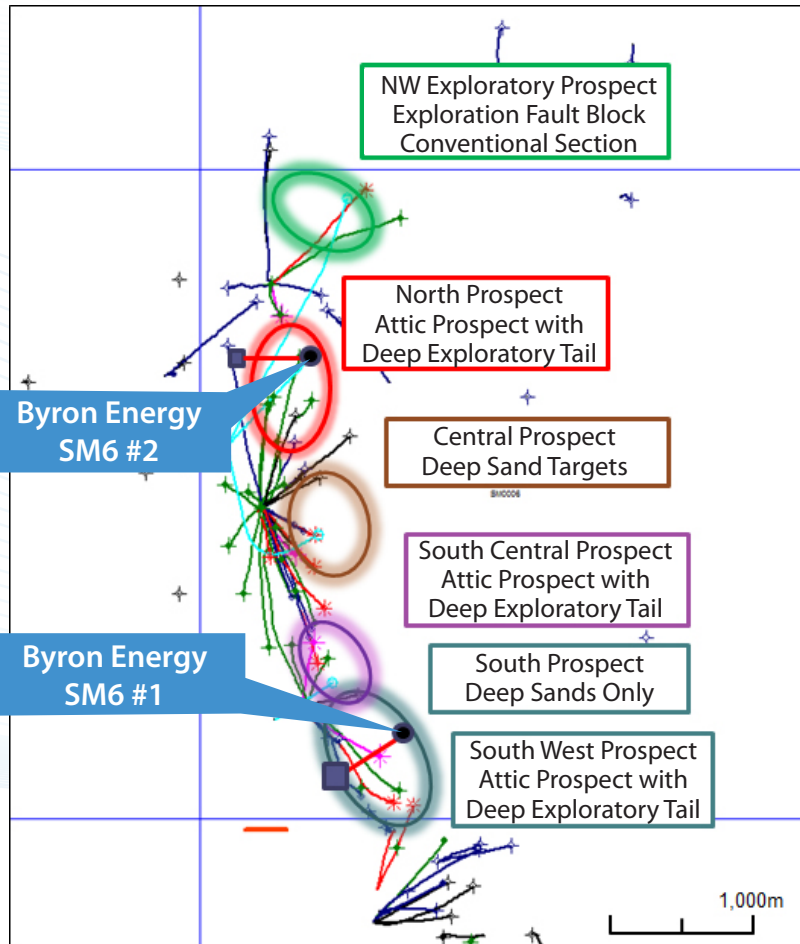 NW Exploratory Prospect
Exploration Fault Block
Conventional Section
North Prospect
Attic Prospect with
Deep Exploratory Tail
Byron Energy
SM6 #2
Central Prospect
Deep Sand Targets
SM0006
South Central Prospect
Attic Prospect with
Deep Exploratory Tail
Byron Energy
SM6 #1
South Prospect
Deep Sands Only
South West Prospect
Attic Prospect with
Deep Exploratory Tail
1,000m